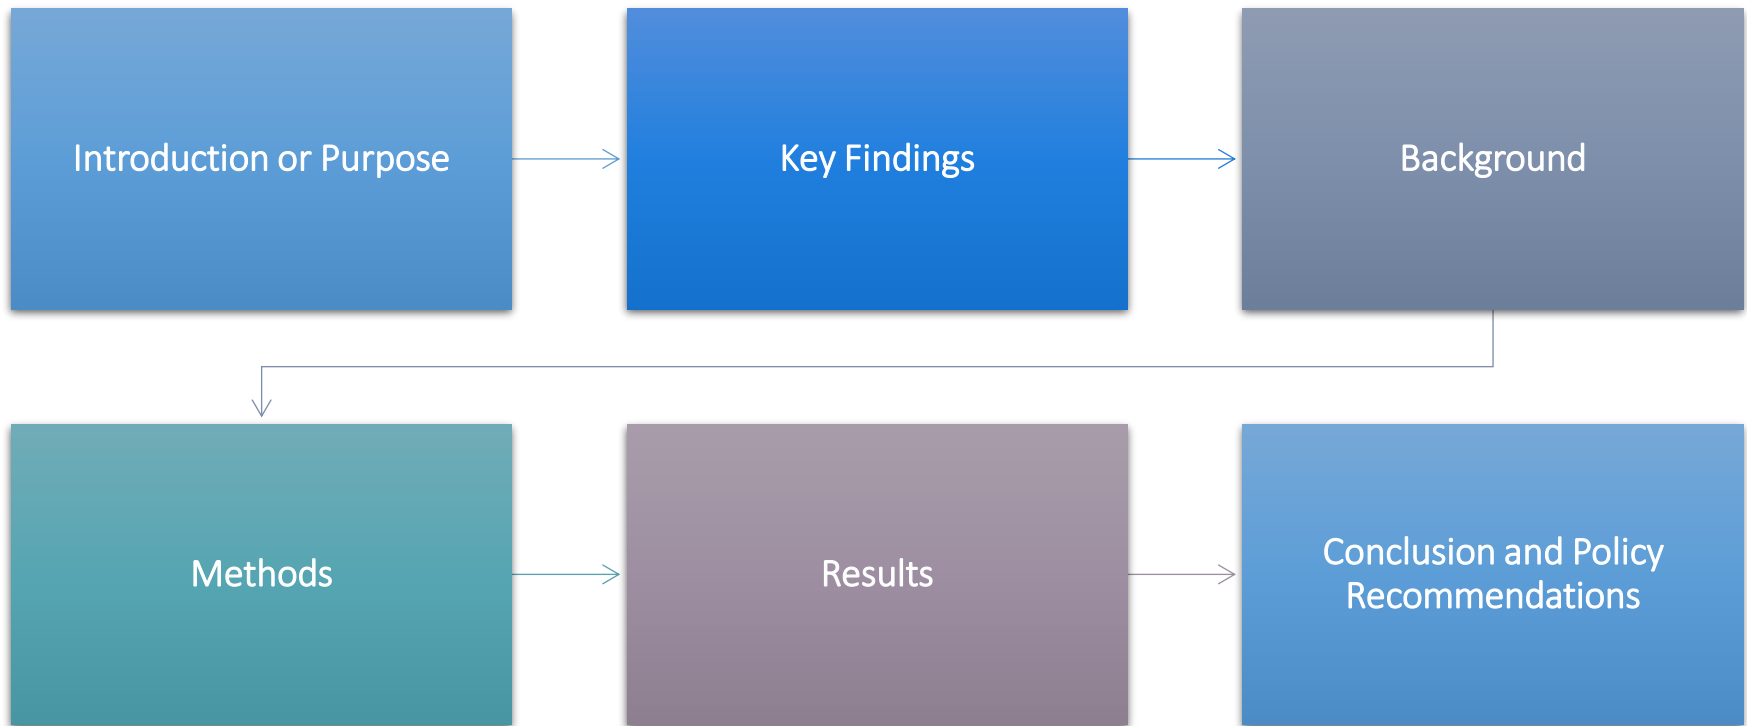 Introduction or Purpose
Key Findings
Background
Methods
Results
Conclusion and Policy
Recommendations